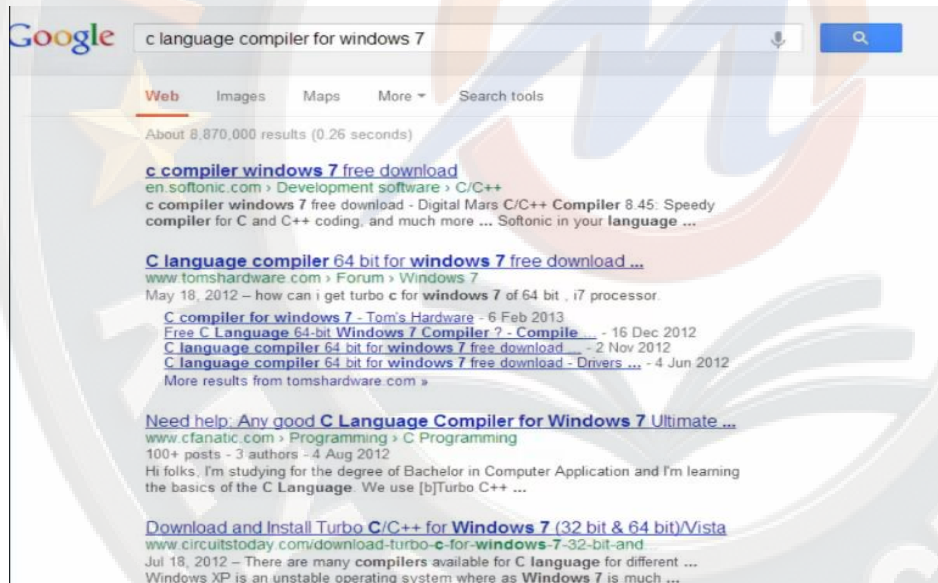 Google c language compiler for windows 7
Web Images Maps More Search tools
About 8,870,000 results (0.26 seconds)
c compiler windows 7 free download
en.softonic.com › Development software › C/C++
c compiler windows 7 free download - Digital Mars C/C++ Compiler 8.45: Speedy
compiler for C and C++ coding, and much more ... Softonic in your language ...
C language compiler 64 bit for windows 7 free download ...
www.tomshardware.com › Forum › Windows 7
May 18, 2012 – how can i get turbo c for windows 7 of 64 bit , i7 processor.
C compiler for windows 7 - Tom's Hardware - 6 Feb 2013
Free C Language 64-bit Windows 7 Compiler ? - Compile ... - 16 Dec 2012
C language compiler 64 bit for windows 7 free download ... - 2 Nov 2012
C language compiler 64 bit for windows 7 free download - Drivers ... - 4 Jun 2012
More results from tomshardware.com »
Need help: Any good C Language Compiler for Windows 7 Ultimate ...
www.cfanatic.com › Programming › C Programming
100+ posts - 3 authors - 4 Aug 2012
Hi folks, I'm studying for the degree of Bachelor in Computer Application and I'm learning
the basics of the C Language. We use [b]Turbo C++ ...
Download and Install Turbo C/C++ for Windows 7 (32 bit & 64 bit)/Vista
www.circuitstoday.com/download-turbo-c-for-windows-7-32-bit-and...
Jul 18, 2012 – There are many compilers available for C language for different ...
Windows XP is an unstable operating system where as Windows 7 is much ...